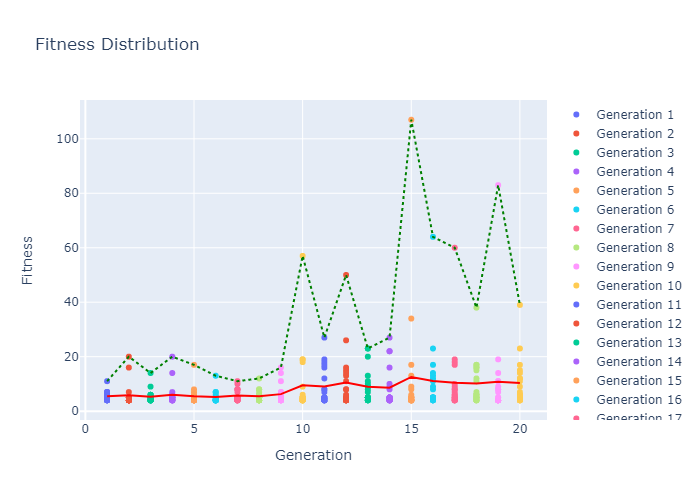 Fitness Distribution
Fitness
100
80
60
40
20
0
0
5
10
15
20
Generation
Generation 1
Generation 2
Generation 3
Generation 4
Generation 5
Generation 6
Generation 7
Generation 8
Generation 9
Generation 10
Generation 11
Generation 12
Generation 13
Generation 14
Generation 15
Generation 16
Generation 17